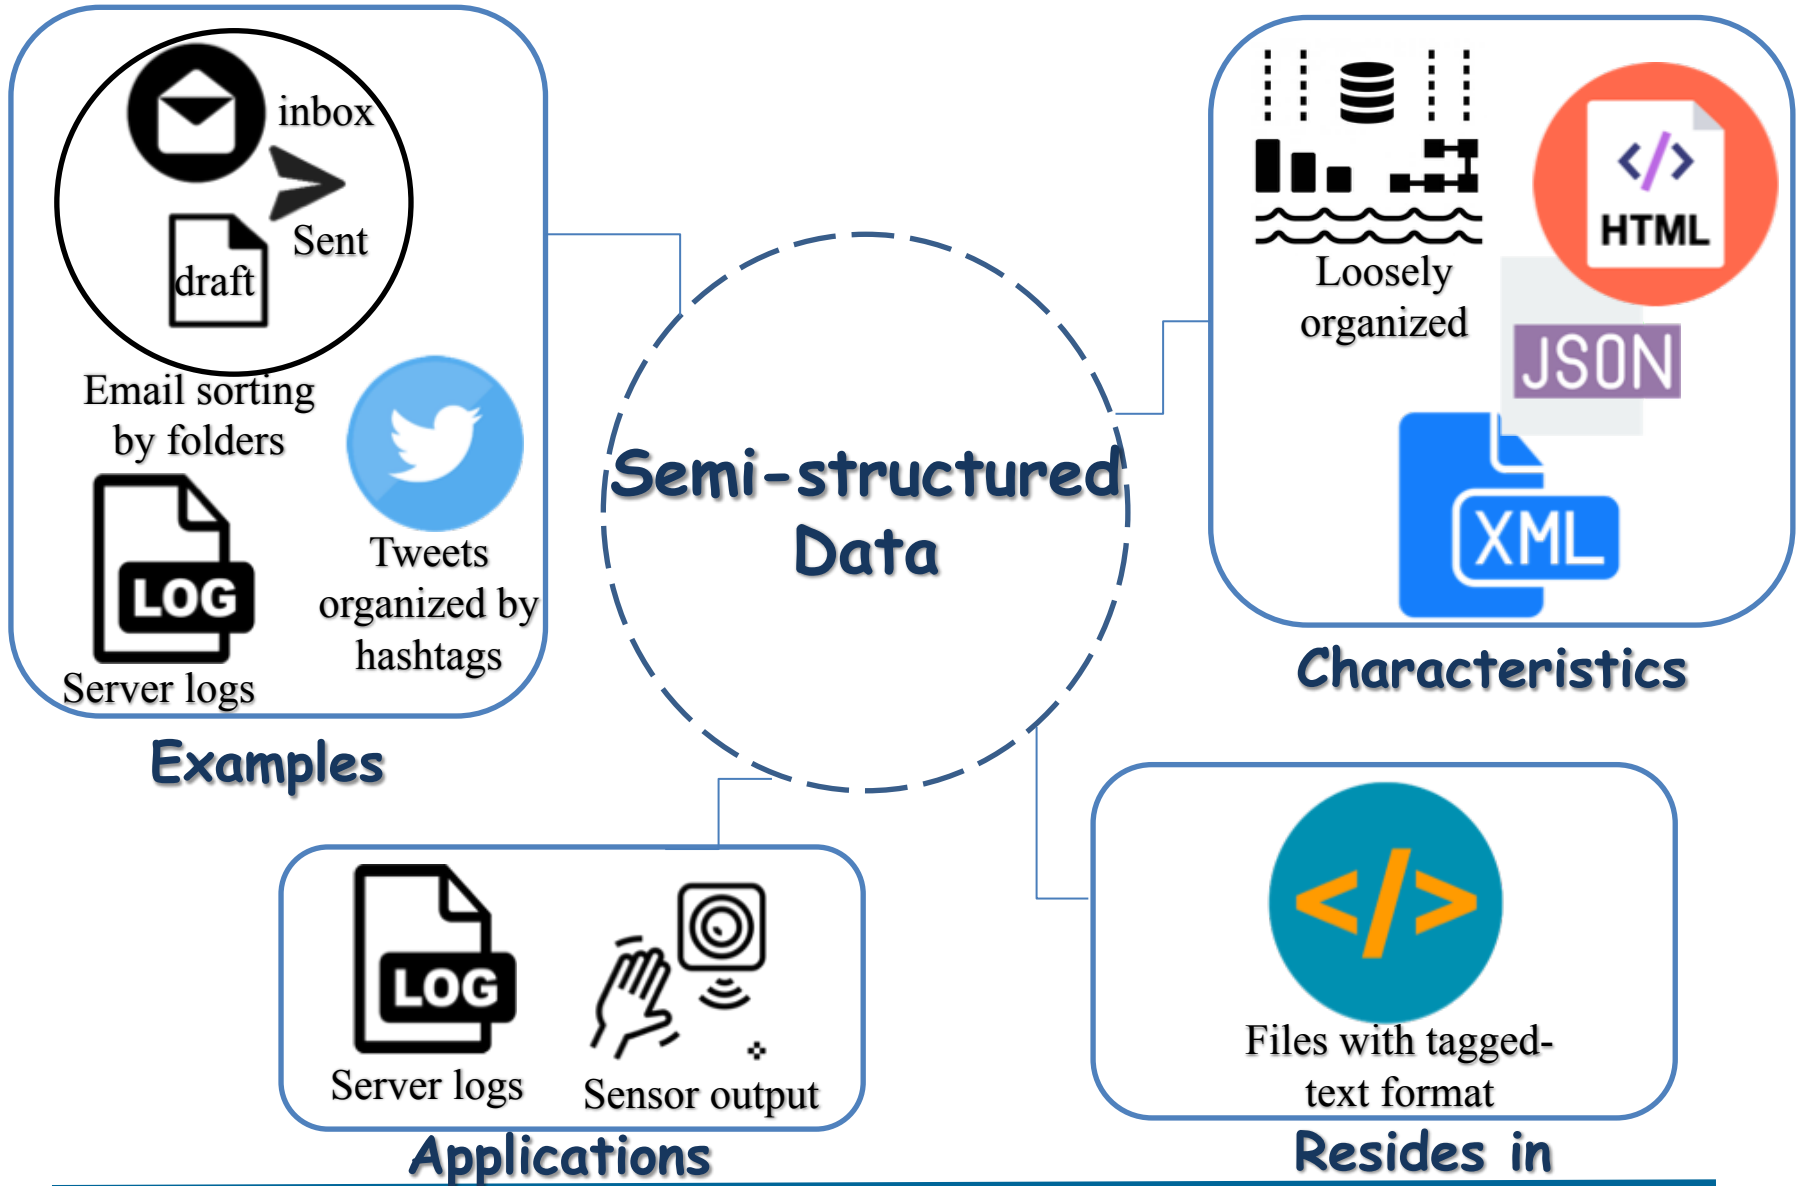 inbox
Sent
draft
Email sorting
by folders
Tweets
organized by
hashtags
LOG
Server logs
Examples
Semi-structured
Data
Loosely
organized
</>
HTML
JSON
XML
Characteristics
LOG
Server logs
Sensor output
Applications
</>
Files with tagged-
text format
Resides in